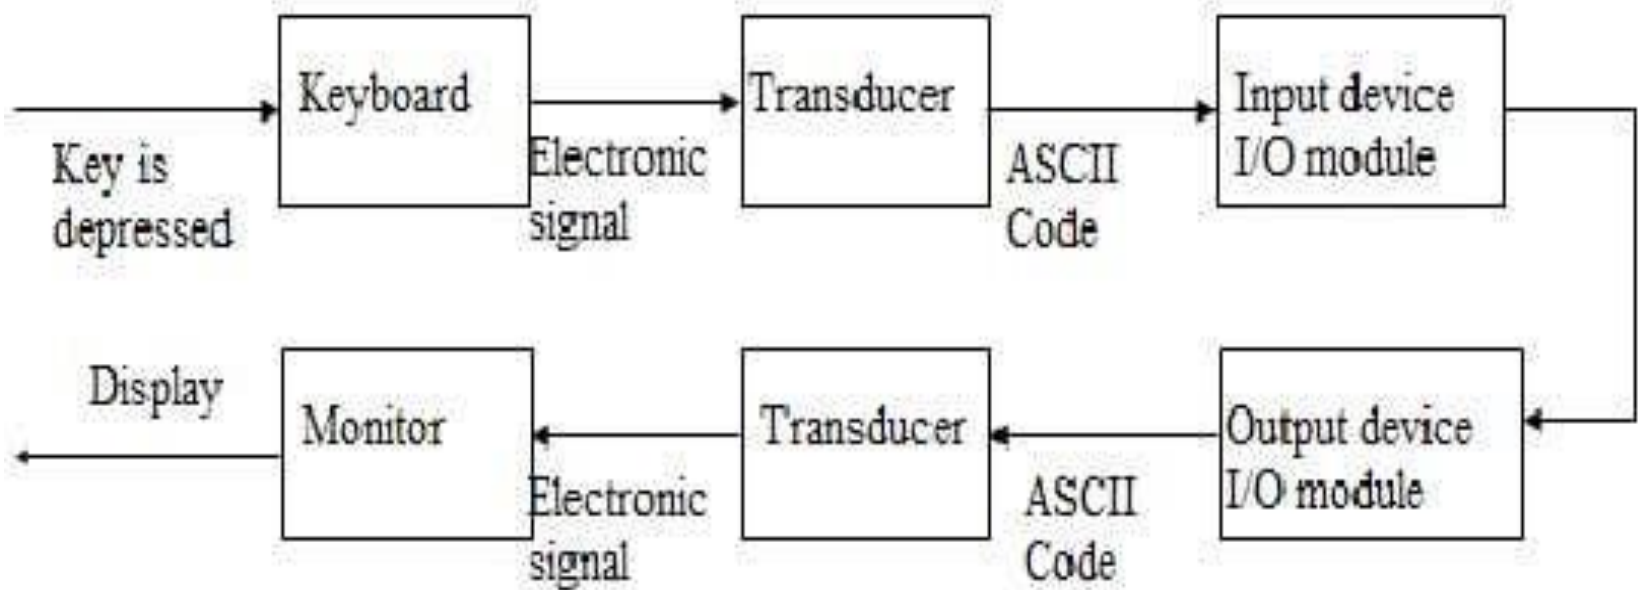 Keyboard
Transducer
Input device
I/O module
Key is
depressed
Electronic
signal
ASCII
Code
Display
Monitor
Transducer
Output device
I/O module
Electronic
signal
ASCII
Code